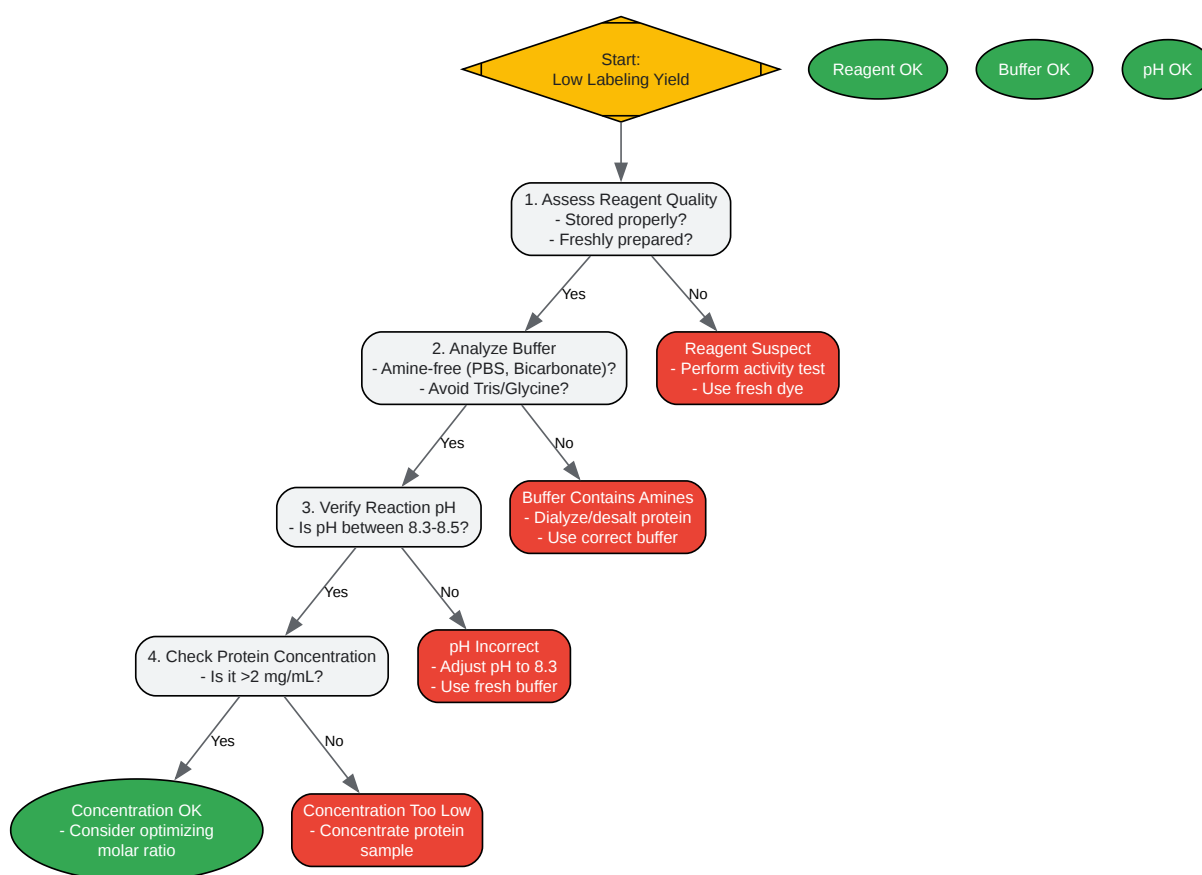 Start:
Low Labeling Yield
Reagent OK
Buffer OK
pH OK
1. Assess Reagent Quality
- Stored properly?
- Freshly prepared?
Yes
No
2. Analyze Buffer
- Amine-free (PBS, Bicarbonate)?
- Avoid Tris/Glycine?
Reagent Suspect
- Perform activity test
- Use fresh dye
Yes
No
3. Verify Reaction pH
- Is pH between 8.3-8.5?
Buffer Contains Amines
- Dialyze/desalt protein
- Use correct buffer
Yes
No
4. Check Protein Concentration
- Is it >2 mg/mL?
pH Incorrect
- Adjust pH to 8.3
- Use fresh buffer
Yes
No
Concentration OK
- Consider optimizing
molar ratio
Concentration Too Low
- Concentrate protein
sample